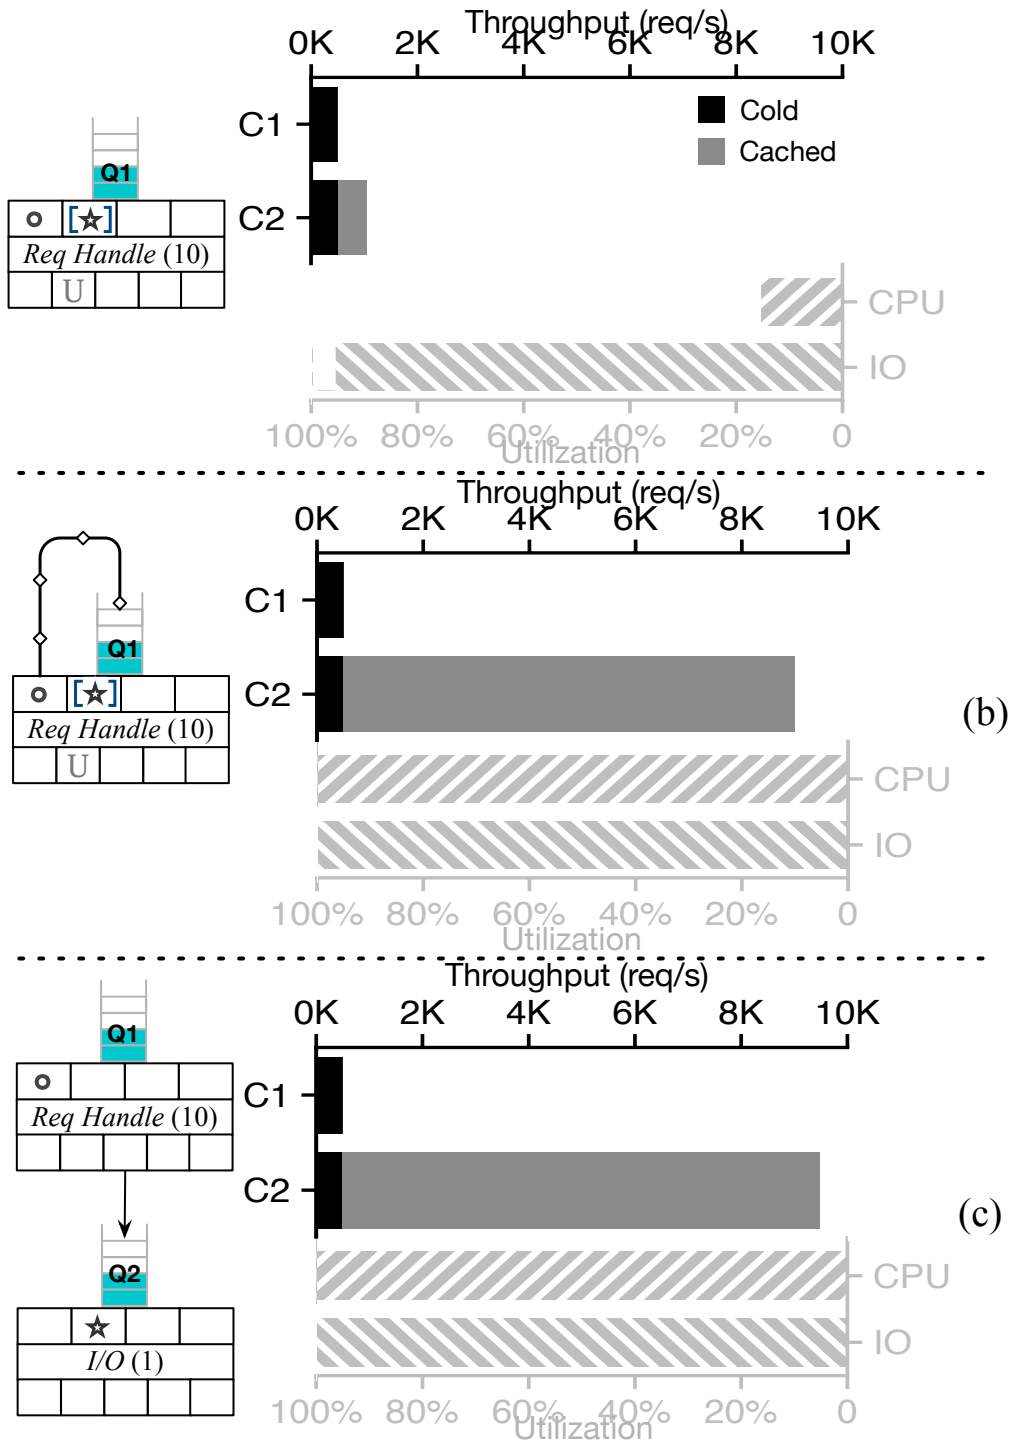 Throughput (req/s)
0K 2K 4K 6K 8K 10K
Cold
Cached
C1
C2
Q1
Req Handle (10)
U
CPU
IO
100% 80% 60% 40% 20% 0
Utilization
Throughput (req/s)
0K 2K 4K 6K 8K 10K
C1
C2
Q1
Req Handle (10)
U
(b)
CPU
IO
100% 80% 60% 40% 20% 0
Utilization
Throughput (req/s)
0K 2K 4K 6K 8K 10K
Q1
C1
Req Handle (10)
C2
(c)
Q2
CPU
I/O (1)
IO
100% 80% 60% 40% 20% 0
Utilization